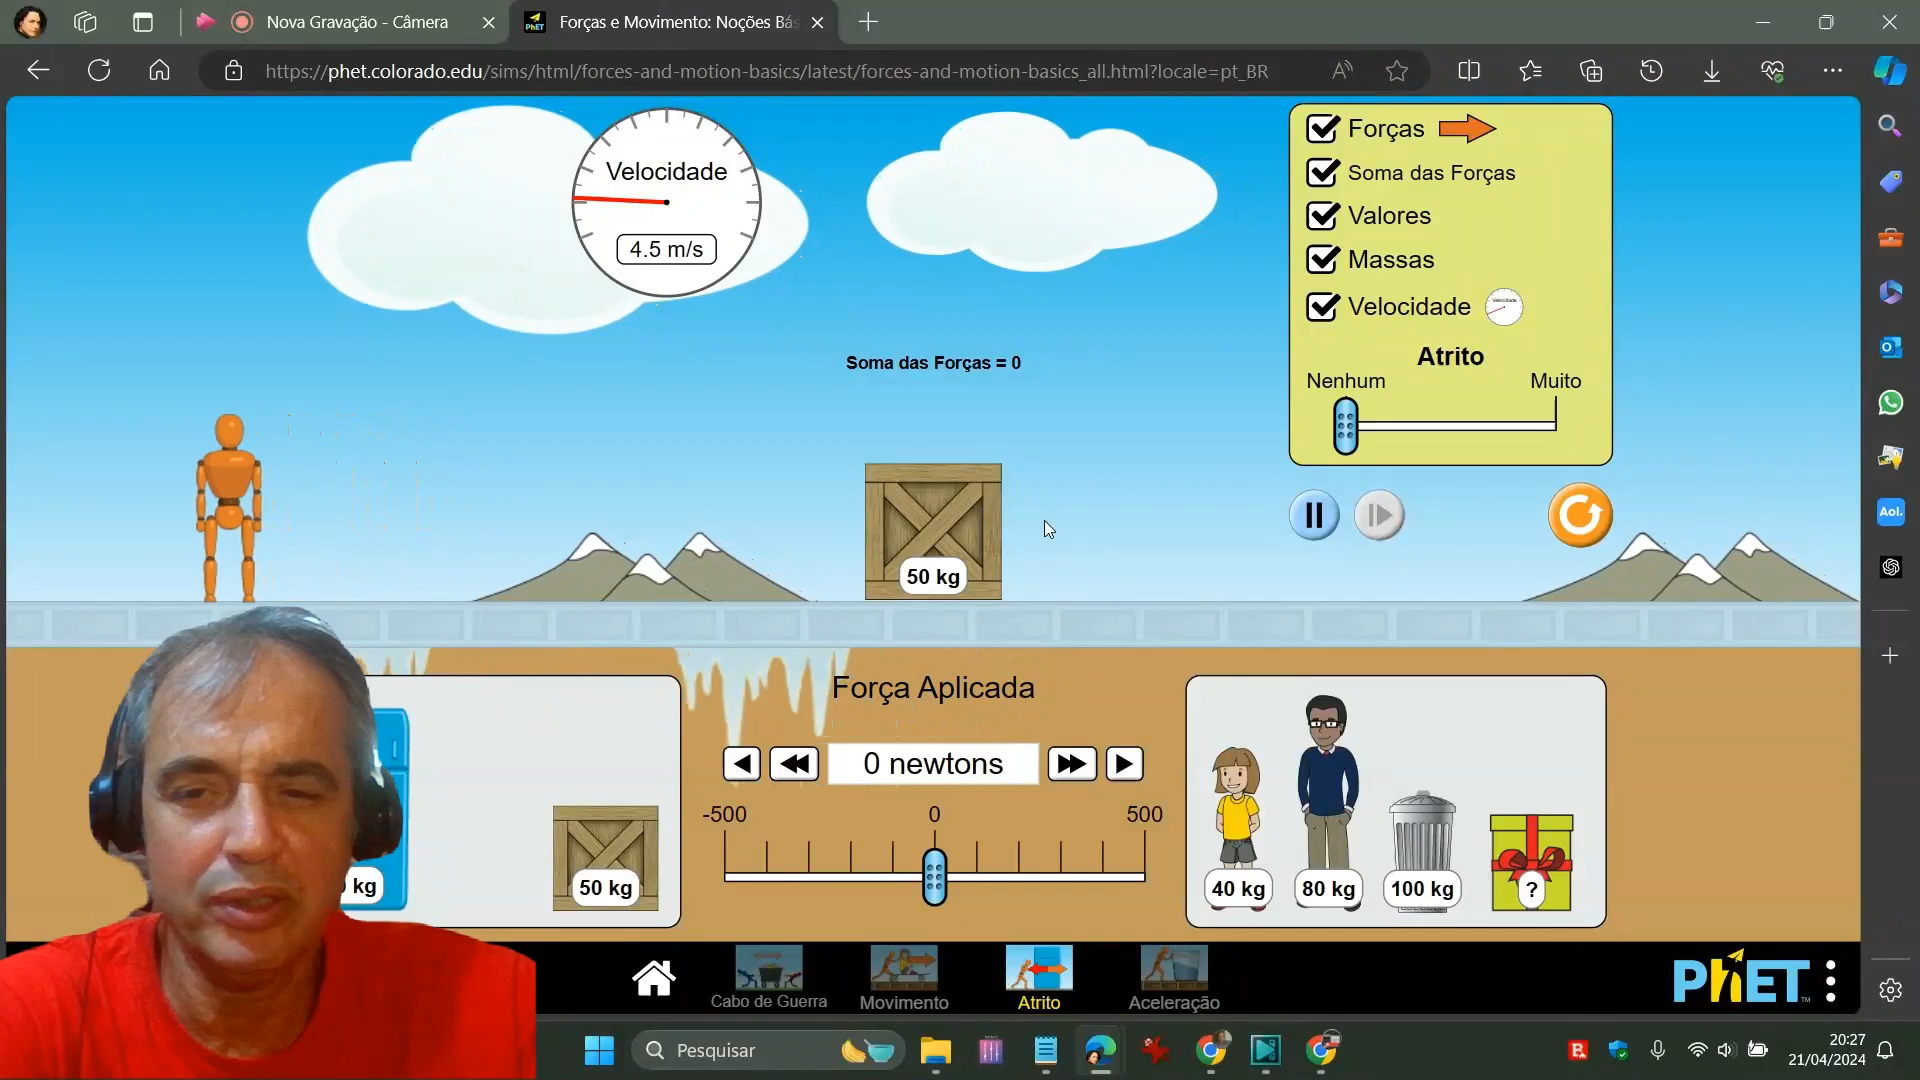 Nova Gravação - Câmera
Forças e Movimento: Noções Bás
https://phet.colorado.edu/sims/html/forces-and-motion-basics/latest/forces-and-motion-basics_all.html?locale=pt_BR
Velocidade
4.5 m/s
Forças
Soma das Forças
Valores
Massas
Velocidade
Atrito
Nenhum
Muito
Soma das Forças = 0
50 kg
Força Aplicada
0 newtons
-500
0
500
kg
50 kg
40 kg
80 kg
100 kg
?
Cabo de Guerra
Movimento
Atrito
Aceleração
PhET
Aol.
Pesquisar
20:27
21/04/2024